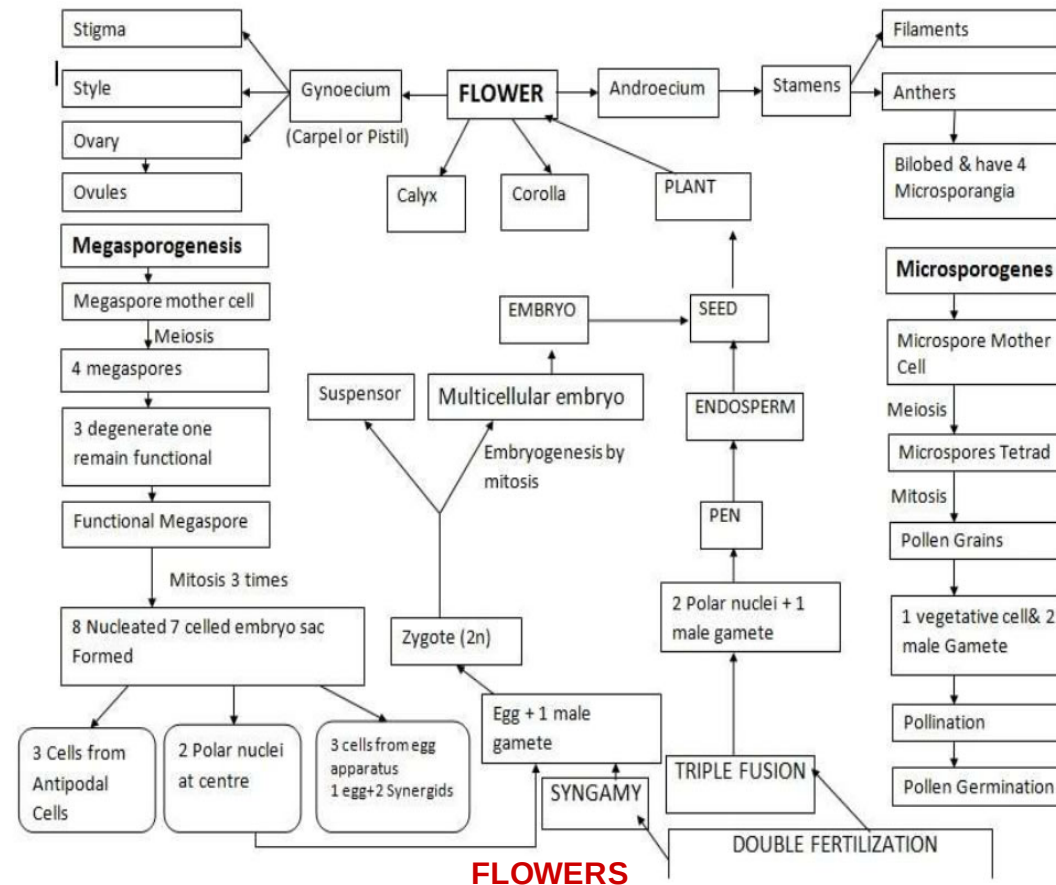 Stigma
Style
Ovary
Ovules
Gynoecium
(Carpel or Pistil)
FLOWER
Calyx
Corolla
Androecium
Stamens
Filaments
Anthers
Bilobed & have 4
Microsporangia
PLANT
Megasporogenesis
Megaspore mother cell
Meiosis
4 megaspores
3 degenerate one
remain functional
Functional Megaspore
Mitosis 3 times
8 Nucleated 7 celled embryo sac
Formed
3 Cells from
Antipodal
Cells
2 Polar nuclei
at centre
3 cells from egg
apparatus
1 egg+2 Synergids
EMBRYO
SEED
Suspensor
Multicellular embryo
Embryogenesis by
mitosis
ENDOSPERM
PEN
2 Polar nuclei + 1
male gamete
Zygote (2n)
Egg + 1 male
gamete
SYNGAMY
TRIPLE FUSION
DOUBLE FERTILIZATION
Microsporogenes
Microspore Mother
Cell
Meiosis
Microspores Tetrad
Mitosis
Pollen Grains
1 vegetative cell& 2
male Gamete
Pollination
Pollen Germination
FLOWERS